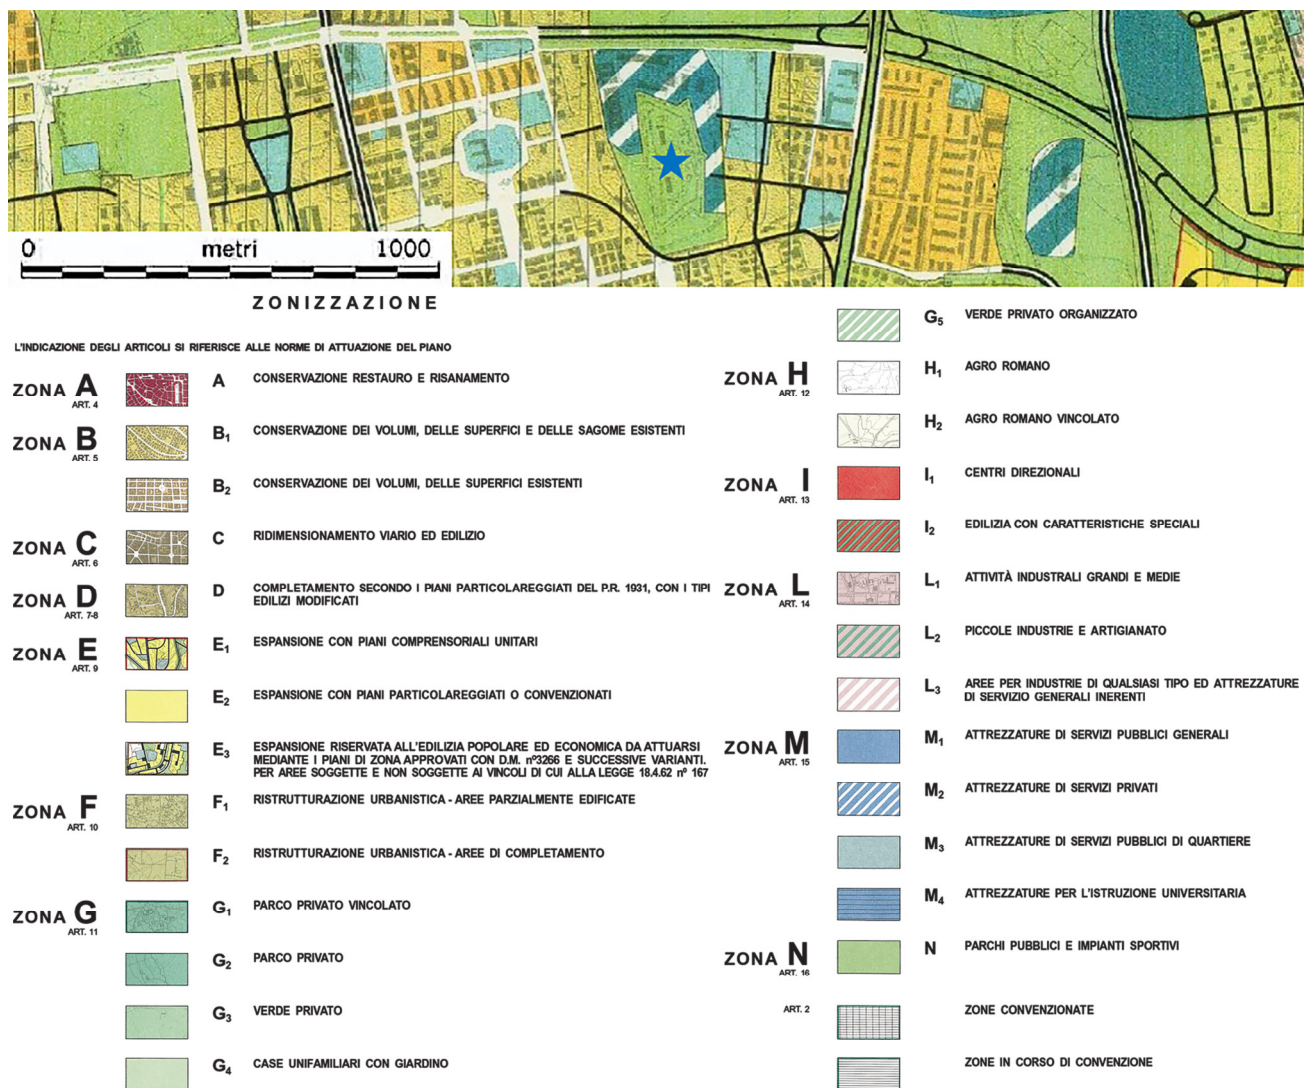 0 metri 1000
ZONIZZAZIONE
L'INDICAZIONE DEGLI ARTICOLI SI RIFERISCE ALLE NORME DI ATTUAZIONE DEL PIANO
ZONA A
ART. 4
A CONSERVAZIONE RESTAURO E RISANAMENTO
ZONA B
ART. 5
B1 CONSERVAZIONE DEI VOLUMI, DELLE SUPERFICI E DELLE SAGOME ESISTENTI
B2 CONSERVAZIONE DEI VOLUMI, DELLE SUPERFICI ESISTENTI
ZONA C
ART. 6
C RIDIMENSIONAMENTO VIARIO ED EDILIZIO
ZONA D
ART. 7-8
D COMPLETAMENTO SECONDO I PIANI PARTICOLAREGGIATI DEL P.R. 1931, CON I TIPI
EDILIZI MODIFICATI
ZONA E
ART. 9
E1 ESPANSIONE CON PIANI COMPRENSORIALI UNITARI
E2 ESPANSIONE CON PIANI PARTICOLAREGGIATI O CONVENZIONATI
E3 ESPANSIONE RISERVATA ALL'EDILIZIA POPOLARE ED ECONOMICA DA ATTUARSI
MEDIANTE I PIANI DI ZONA APPROVATI CON D.M. nº3266 E SUCCESSIVE VARIANTI.
PER AREE SOGGETTE E NON SOGGETTE AI VINCOLI DI CUI ALLA LEGGE 18.4.62 nº 167
ZONA F
ART. 10
F1 RISTRUTTURAZIONE URBANISTICA - AREE PARZIALMENTE EDIFICATE
F2 RISTRUTTURAZIONE URBANISTICA - AREE DI COMPLETAMENTO
ZONA G
ART. 11
G1 PARCO PRIVATO VINCOLATO
G2 PARCO PRIVATO
G3 VERDE PRIVATO
G4 CASE UNIFAMILIARI CON GIARDINO
G5 VERDE PRIVATO ORGANIZZATO
ZONA H
ART. 12
H1 AGRO ROMANO
H2 AGRO ROMANO VINCOLATO
ZONA I
ART. 13
I1 CENTRI DIREZIONALI
I2 EDILIZIA CON CARATTERISTICHE SPECIALI
ZONA L
ART. 14
L1 ATTIVITÀ INDUSTRALI GRANDI E MEDIE
L2 PICCOLE INDUSTRIE E ARTIGIANATO
L3 AREE PER INDUSTRIE DI QUALSIASI TIPO ED ATTREZZATURE
DI SERVIZIO GENERALI INERENTI
ZONA M
ART. 15
M1 ATTREZZATURE DI SERVIZI PUBBLICI GENERALI
M2 ATTREZZATURE DI SERVIZI PRIVATI
M3 ATTREZZATURE DI SERVIZI PUBBLICI DI QUARTIERE
M4 ATTREZZATURE PER L'ISTRUZIONE UNIVERSITARIA
ZONA N
ART. 16
N PARCHI PUBBLICI E IMPIANTI SPORTIVI
ART. 2
ZONE CONVENZIONATE
ZONE IN CORSO DI CONVENZIONE